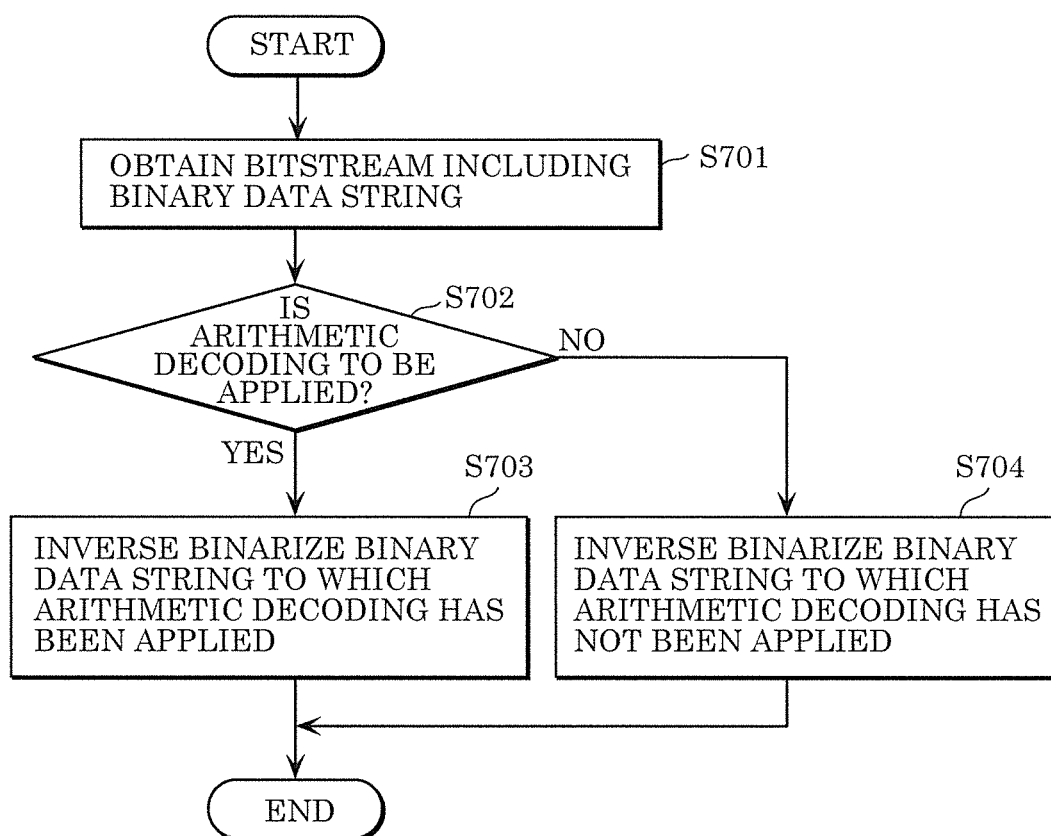 START
OBTAIN BITSTREAM INCLUDING
BINARY DATA STRING
S701
IS
ARITHMETIC
DECODING TO BE
APPLIED?
S702
NO
YES
S703
INVERSE BINARIZE BINARY
DATA STRING TO WHICH
ARITHMETIC DECODING HAS
BEEN APPLIED
S704
INVERSE BINARIZE BINARY
DATA STRING TO WHICH
ARITHMETIC DECODING HAS
NOT BEEN APPLIED
END